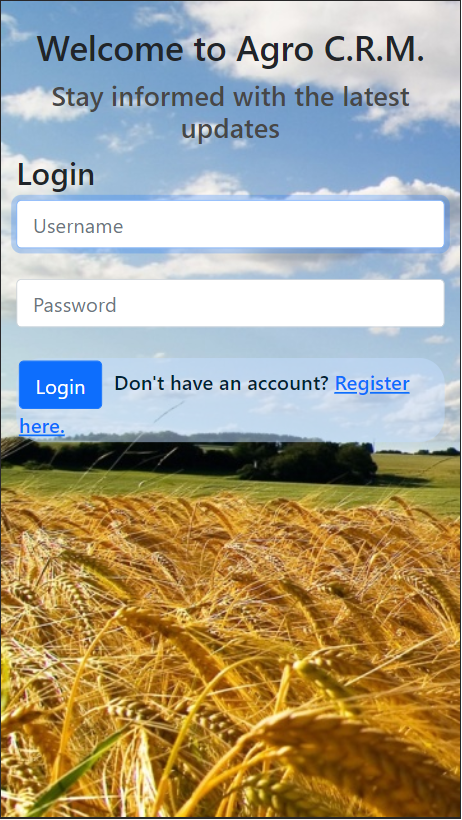 Welcome to Agro C.R.M.
Stay informed with the latest
updates
Login
Username
Password
Login Don't have an account? Register
here.